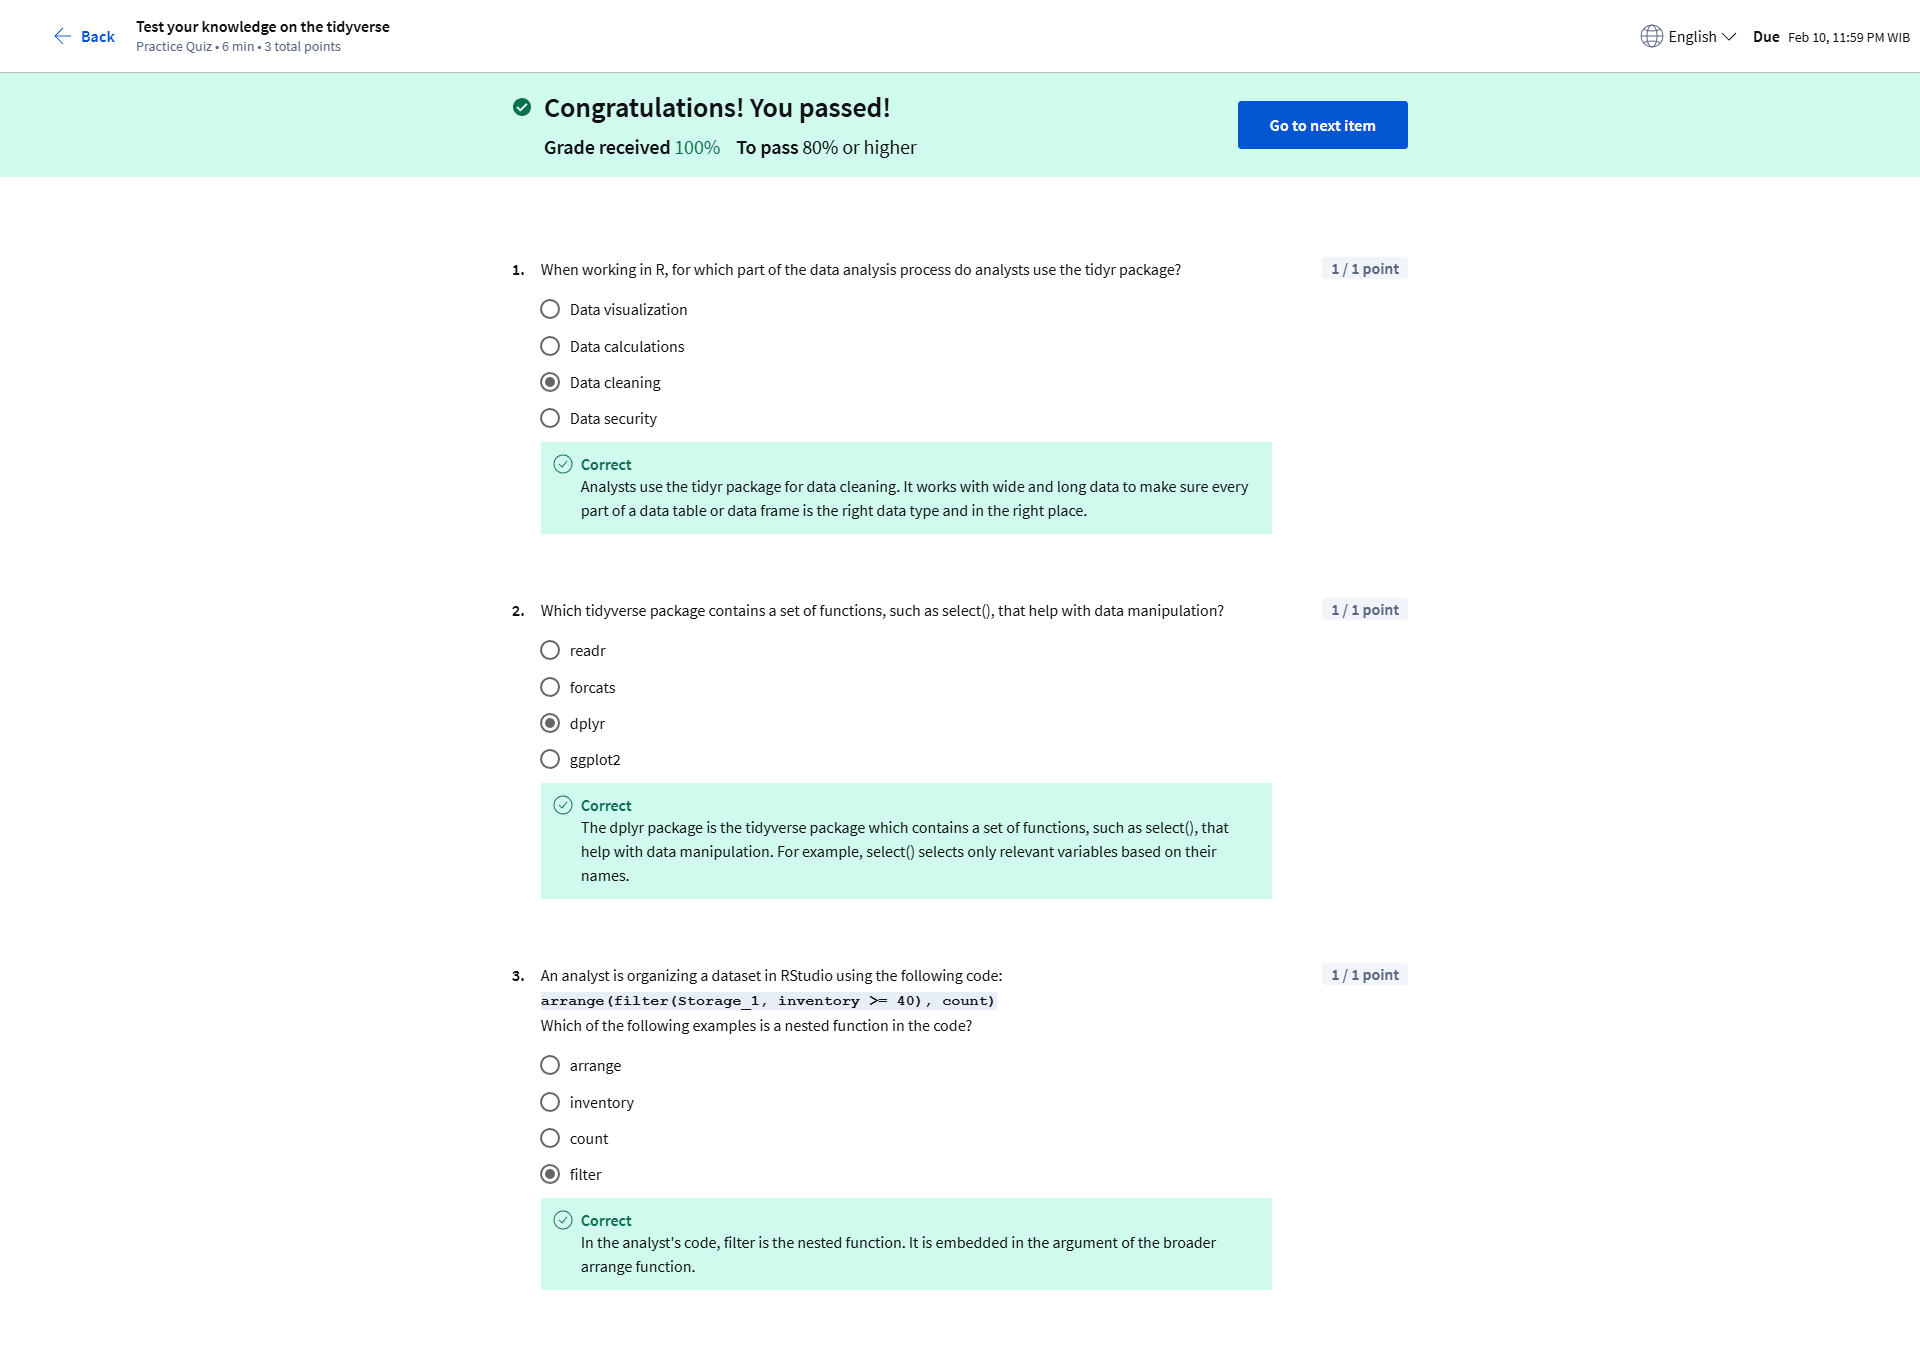 Back
Test your knowledge on the tidyverse
Practice Quiz • 6 min • 3 total points
English
Due Feb 10, 11:59 PM WIB
Congratulations! You passed!
Grade received 100% To pass 80% or higher
Go to next item
1. When working in R, for which part of the data analysis process do analysts use the tidyr package?
1 / 1 point
Data visualization
Data calculations
Data cleaning
Data security
Correct
Analysts use the tidyr package for data cleaning. It works with wide and long data to make sure every
part of a data table or data frame is the right data type and in the right place.
2. Which tidyverse package contains a set of functions, such as select(), that help with data manipulation?
1 / 1 point
readr
forcats
dplyr
ggplot2
Correct
The dplyr package is the tidyverse package which contains a set of functions, such as select(), that
help with data manipulation. For example, select() selects only relevant variables based on their
names.
3. An analyst is organizing a dataset in RStudio using the following code:
1 / 1 point
arrange(filter(Storage_1, inventory >= 40), count)
Which of the following examples is a nested function in the code?
arrange
inventory
count
filter
Correct
In the analyst's code, filter is the nested function. It is embedded in the argument of the broader
arrange function.